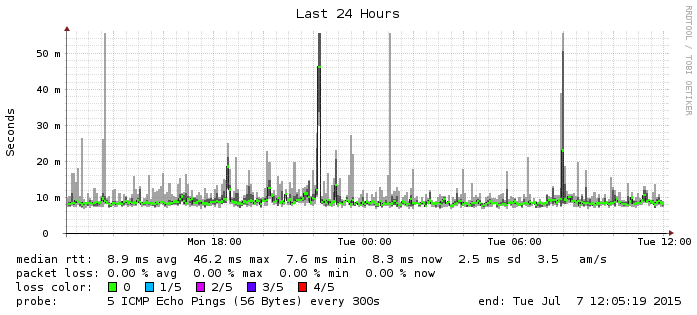 Last 24 Hours
RRDTOOL / TOBI OETIKER
Seconds
50 m
40 m
30 m
20 m
10 m
0
Mon 18:00 Tue 00:00 Tue 06:00 Tue 12:00
median rtt: 8.9 ms avg 46.2 ms max 7.6 ms min 8.3 ms now 2.5 ms sd 3.5 am/s
packet loss: 0.00 % avg 0.00 % max 0.00 % min 0.00 % now
loss color: 0 1/5 2/5 3/5 4/5
probe: 5 ICMP Echo Pings (56 Bytes) every 300s end: Tue Jul 7 12:05:19 2015